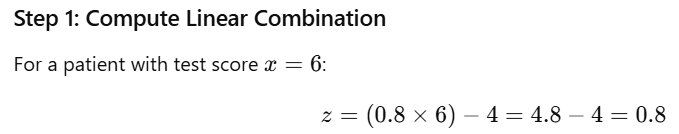 Step 1: Compute Linear Combination
For a patient with test score x = 6:
z = (0.8 × 6) − 4 = 4.8 − 4 = 0.8